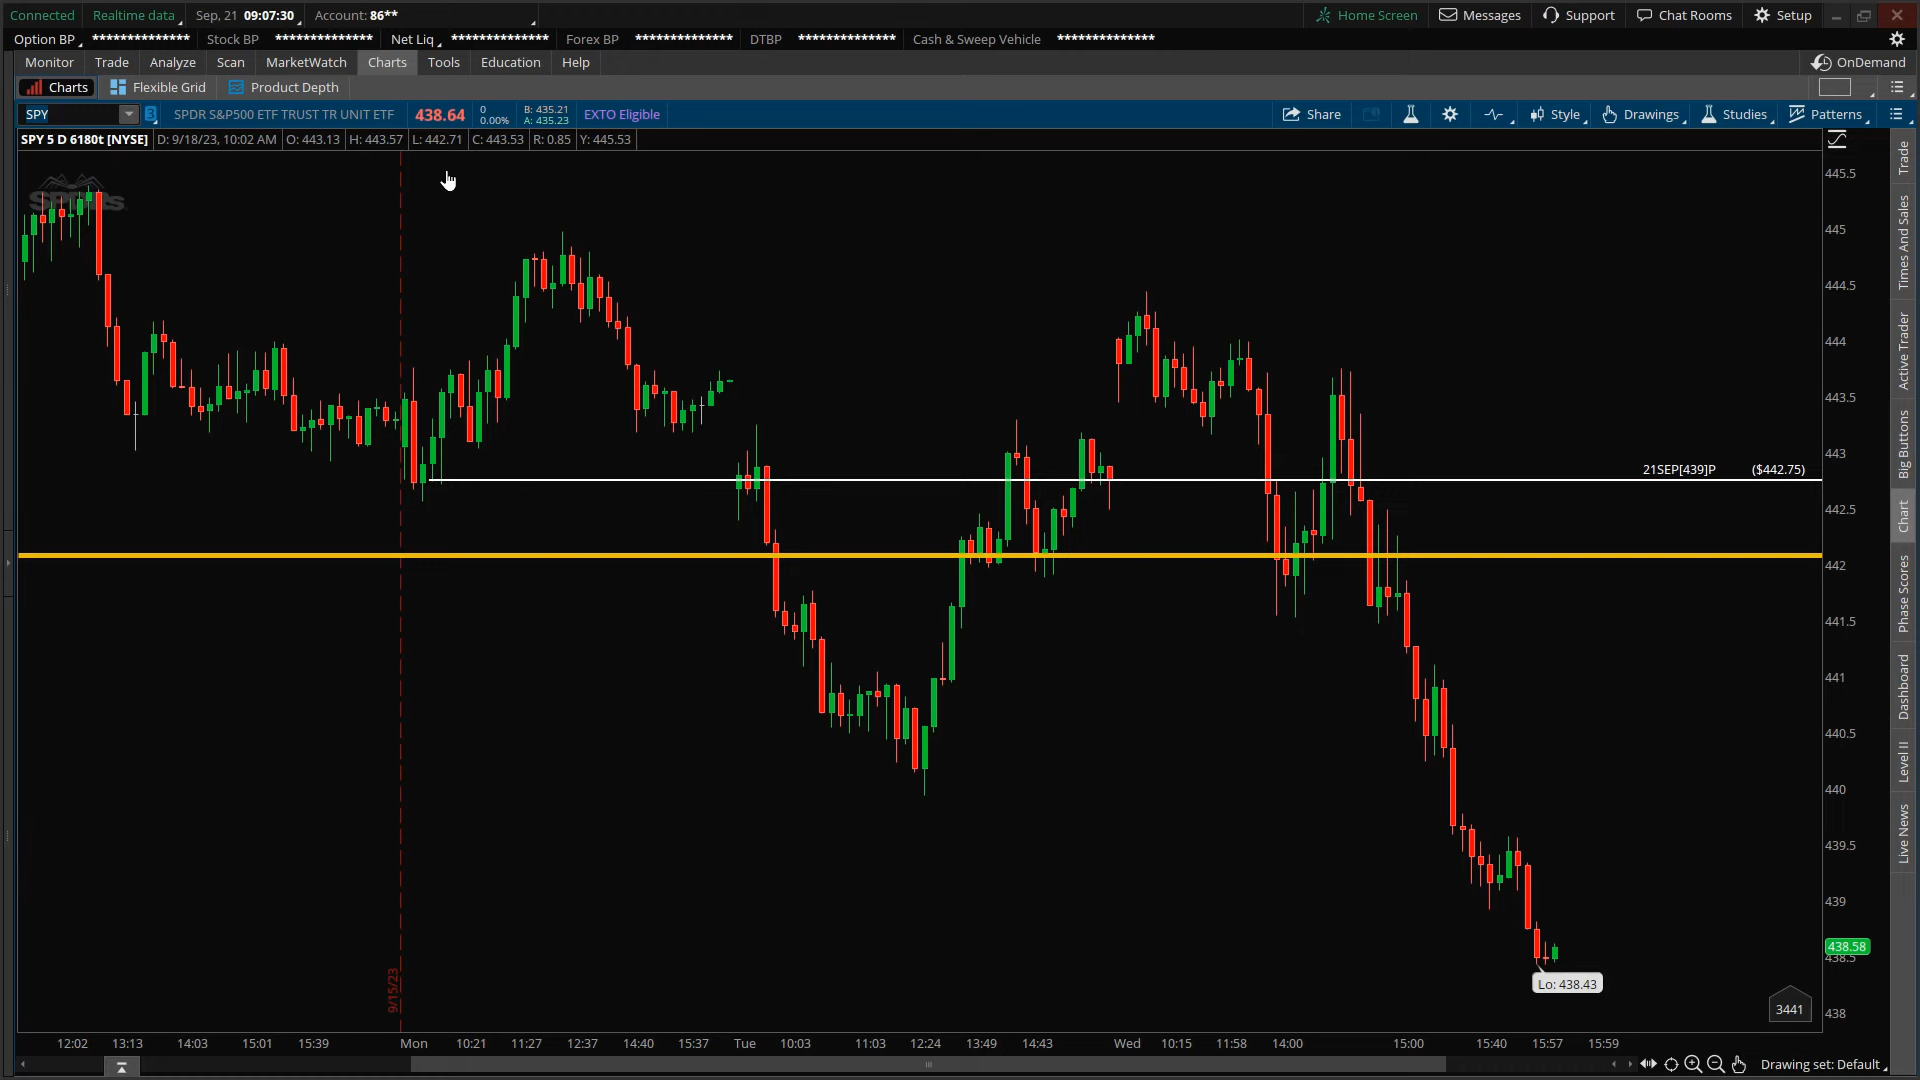 Connected Realtime data Sep, 21 09:07:30 Account: 86** Home Screen Messages Support Chat Rooms Setup
Option BP ************** Stock BP ************** Net Liq ************** Forex BP ************** DTBP ************** Cash & Sweep Vehicle **************
Monitor Trade Analyze Scan MarketWatch Charts Tools Education Help OnDemand
Charts Flexible Grid Product Depth
SPY 3 SPDR S&P500 ETF TRUST TR UNIT ETF 438.64 0 0.00% B: 435.21 A: 435.23 EXTO Eligible Share Style Drawings Studies Patterns
SPY 5 D 6180t [NYSE] D: 9/18/23, 10:02 AM O: 443.13 H: 443.57 L: 442.71 C: 443.53 R: 0.85 Y: 445.53
SPDRs
445.5
445
444.5
444
443.5
443
21SEP[439]P ($442.75)
442.5
442
441.5
441
440.5
440
439.5
439
438.58
438.5
Lo: 438.43
9/15/23
3441
438
12:02 13:13 14:03 15:01 15:39 Mon 10:21 11:27 12:37 14:40 15:37 Tue 10:03 11:03 12:24 13:49 14:43 Wed 10:15 11:58 14:00 15:00 15:40 15:57 15:59
Drawing set: Default
Trade
Times And Sales
Active Trader
Big Buttons
Chart
Phase Scores
Dashboard
Level II
Live News